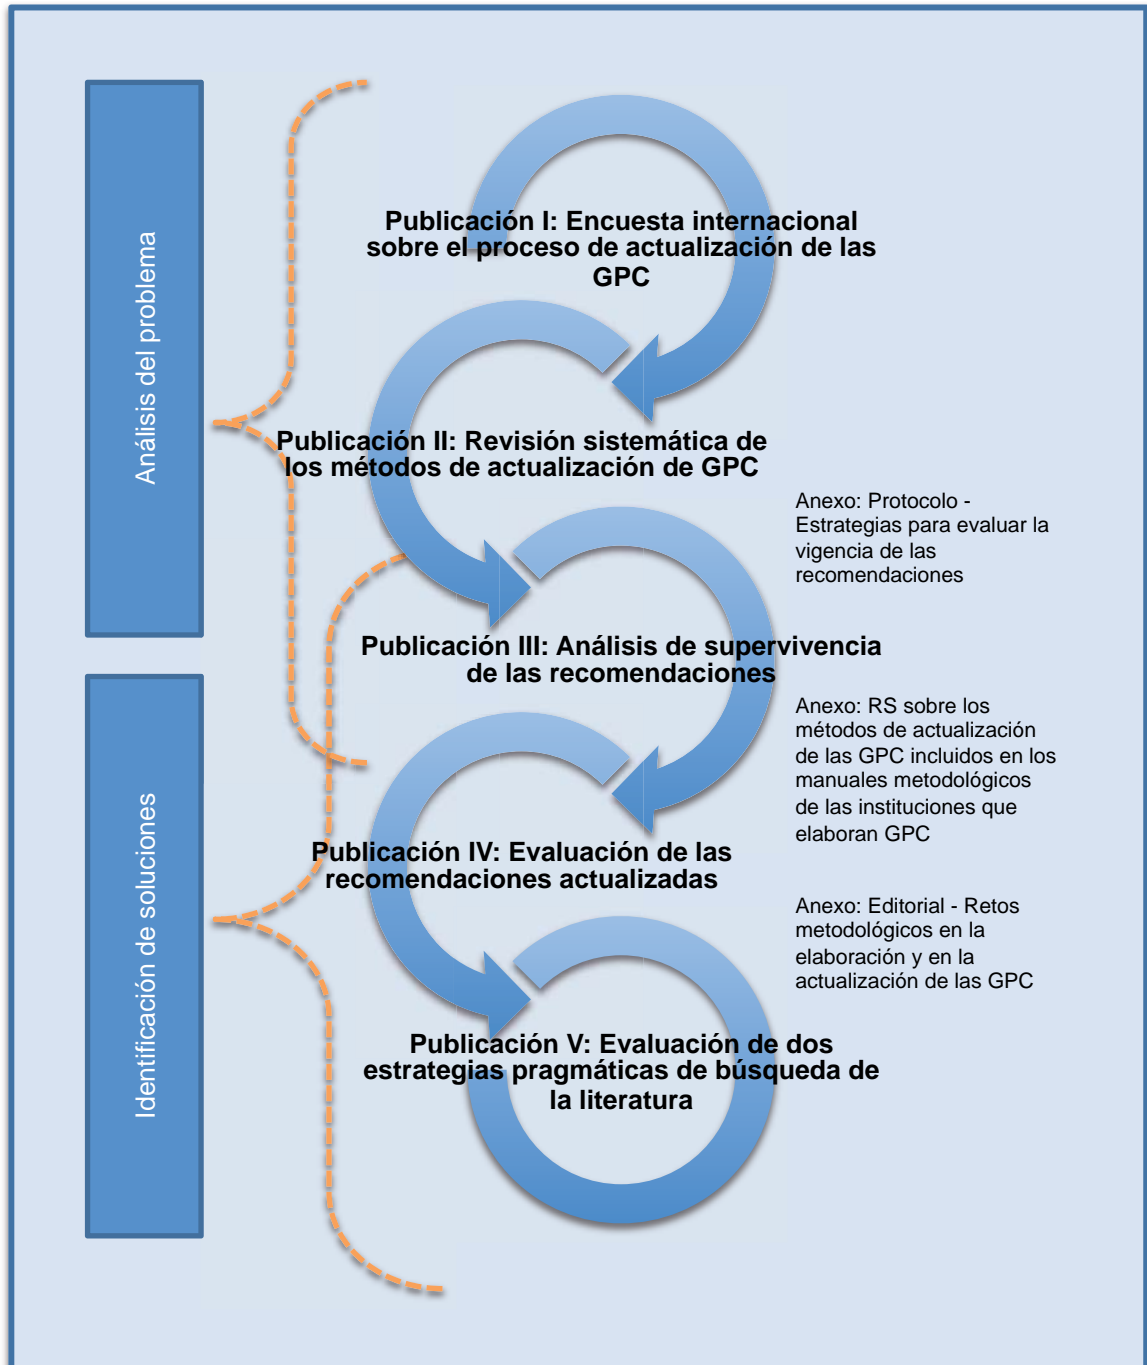 Análisis del problema
Identificación de soluciones
Publicación I: Encuesta internacional
sobre el proceso de actualización de las
GPC
Publicación II: Revisión sistemática de
los métodos de actualización de GPC
Anexo: Protocolo -
Estrategias para evaluar la
vigencia de las
recomendaciones
Publicación III: Análisis de supervivencia
de las recomendaciones
Anexo: RS sobre los
métodos de actualización
de las GPC incluidos en los
manuales metodológicos
de las instituciones que
elaboran GPC
Publicación IV: Evaluación de las
recomendaciones actualizadas
Anexo: Editorial - Retos
metodológicos en la
elaboración y en la
actualización de las GPC
Publicación V: Evaluación de dos
estrategias pragmáticas de búsqueda de
la literatura